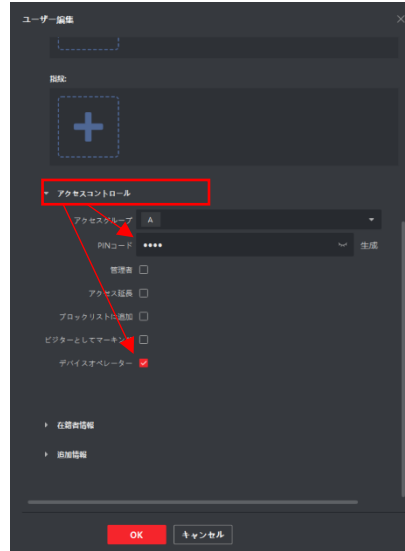 ユーザー編集
階段:
アクセスコントロール
アクセスグループ A
PINコード •••• 生成
管理者
アクセス延長
ブロックリストに追加
ビジターとしてマーキング
デバイスオペレーター
在籍者情報
追加情報
OK キャンセル